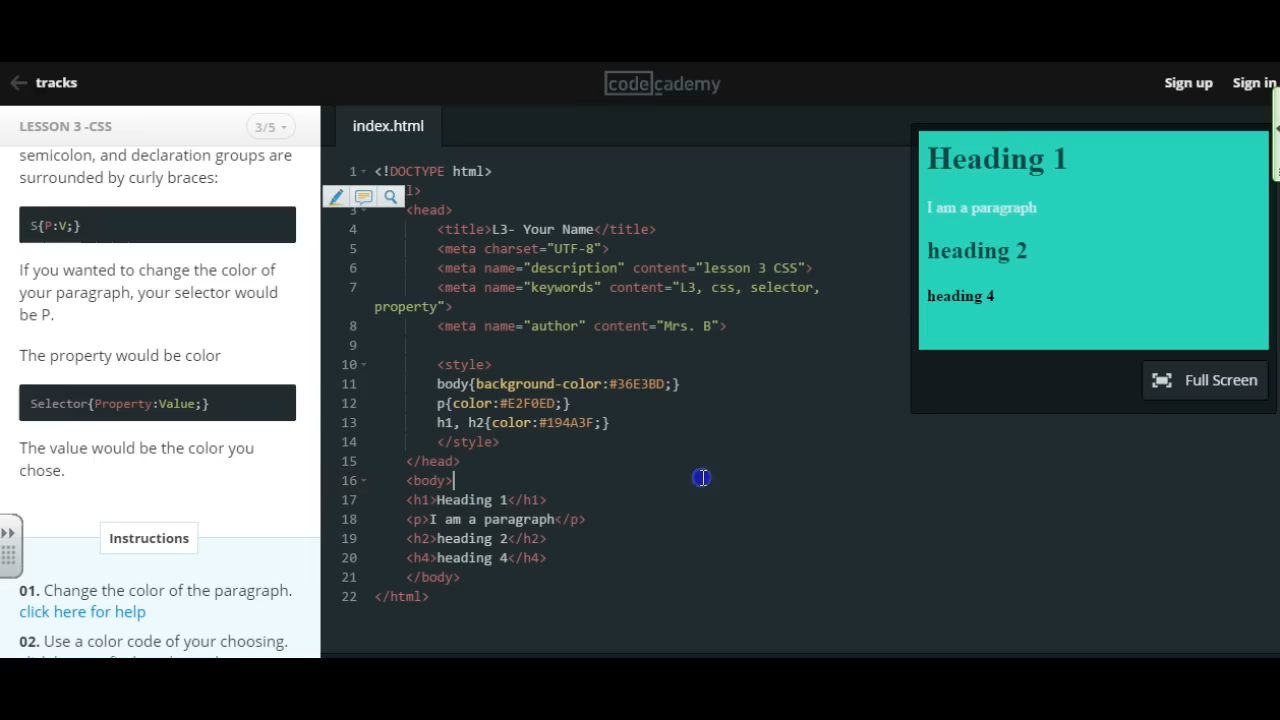 tracks
codecademy
Sign up
Sign in
LESSON 3 -CSS
3/5
semicolon, and declaration groups are
surrounded by curly braces:
S{P:V;}
If you wanted to change the color of
your paragraph, your selector would
be P.
The property would be color
Selector{Property:Value;}
The value would be the color you
chose.
Instructions
01. Change the color of the paragraph.
click here for help
02. Use a color code of your choosing.
index.html
1 <!DOCTYPE html>
l>
3 <head>
4 <title>L3- Your Name</title>
5 <meta charset="UTF-8">
6 <meta name="description" content="lesson 3 CSS">
7 <meta name="keywords" content="L3, css, selector,
property">
8 <meta name="author" content="Mrs. B">
9
10 <style>
11 body{background-color:#36E3BD;}
12 p{color:#E2F0ED;}
13 h1, h2{color:#194A3F;}
14 </style>
15 </head>
16 <body>
17 <h1>Heading 1</h1>
18 <p>I am a paragraph</p>
19 <h2>heading 2</h2>
20 <h4>heading 4</h4>
21 </body>
22 </html>
Heading 1
I am a paragraph
heading 2
heading 4
Full Screen